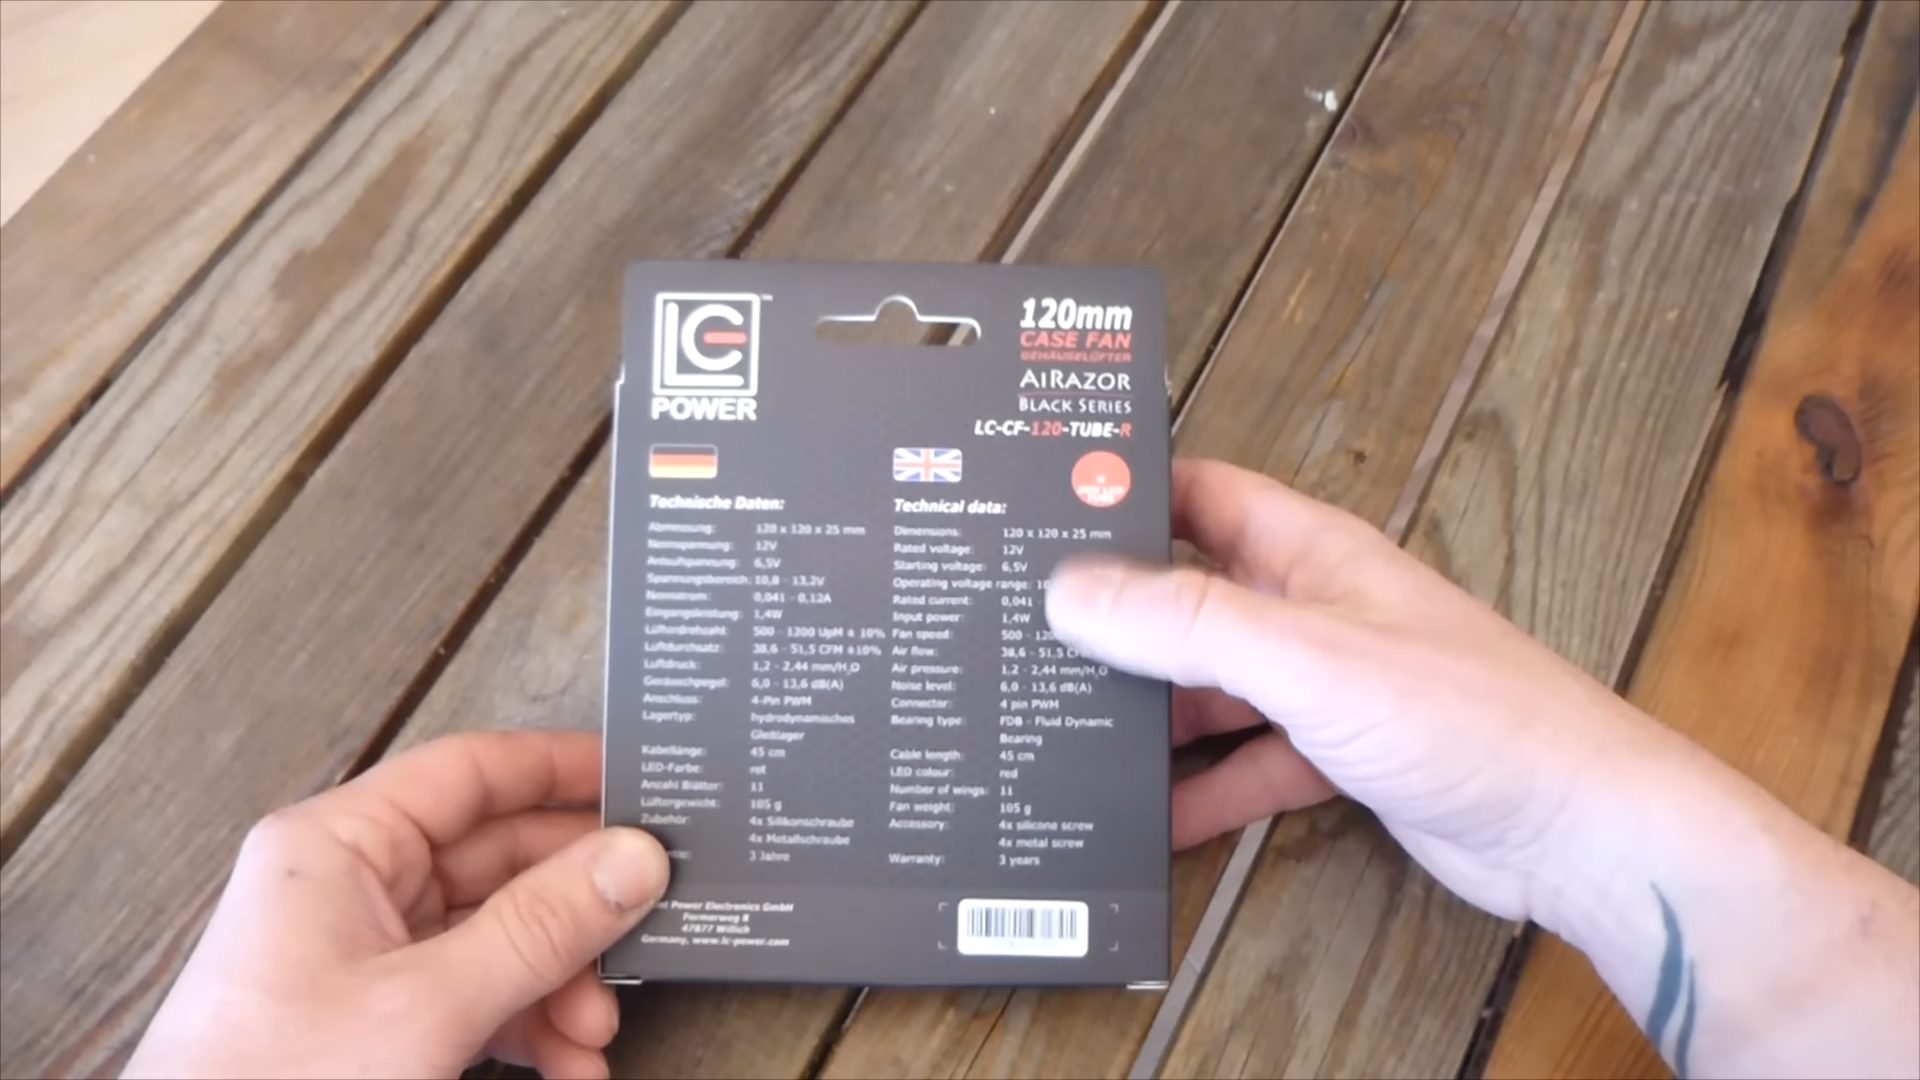 LC
POWER
120mm
CASE FAN
GEHÄUSELÜFTER
AIRAZOR
BLACK SERIES
LC-CF-120-TUBE-R
Technische Daten:
Abmessung: 120 x 120 x 25 mm
Nennspannung: 12V
Anlaufspannung: 6,5V
Spannungsbereich: 10,8 - 13,2V
Nennstrom: 0,041 - 0,12A
Eingangsleistung: 1,4W
Lüfterdrehzahl: 500 - 1200 UpM ± 10%
Luftdurchsatz: 38,6 - 51,5 CFM ±10%
Luftdruck: 1,2 - 2,44 mm/H₂O
Geräuschpegel: 6,0 - 13,6 dB(A)
Anschluss: 4-Pin PWM
Lagertyp: hydrodynamisches
Gleitlager
Kabellänge: 45 cm
LED-Farbe: rot
Anzahl Blätter: 11
Lüftergewicht: 105 g
Zubehör: 4x Silikonschraube
4x Metallschraube
3 Jahre
Technical data:
Dimensions: 120 x 120 x 25 mm
Rated voltage: 12V
Starting voltage: 6,5V
Operating voltage range:
Rated current: 0,041
Input power: 1,4W
Fan speed: 500 -
Air flow: 38,6 - 51,5
Air pressure: 1,2 - 2,44 mm/H₂O
Noise level: 6,0 - 13,6 dB(A)
Connector: 4 pin PWM
Bearing type: FDB - Fluid Dynamic
Bearing
Cable length: 45 cm
LED colour: red
Number of wings: 11
Fan weight: 105 g
Accessory: 4x silicone screw
4x metal screw
Warranty: 3 years
Power Electronics GmbH
Formerweg 8
47877 Willich
Germany, www.lc-power.com